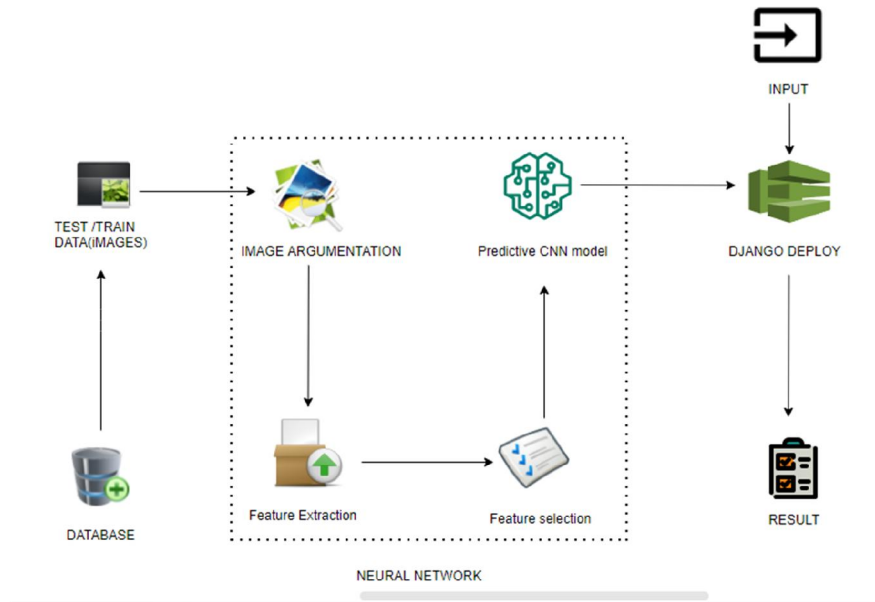 INPUT
TEST /TRAIN
DATA(iMAGES)
IMAGE ARGUMENTATION
Predictive CNN model
DJANGO DEPLOY
Feature Extraction
Feature selection
RESULT
DATABASE
NEURAL NETWORK